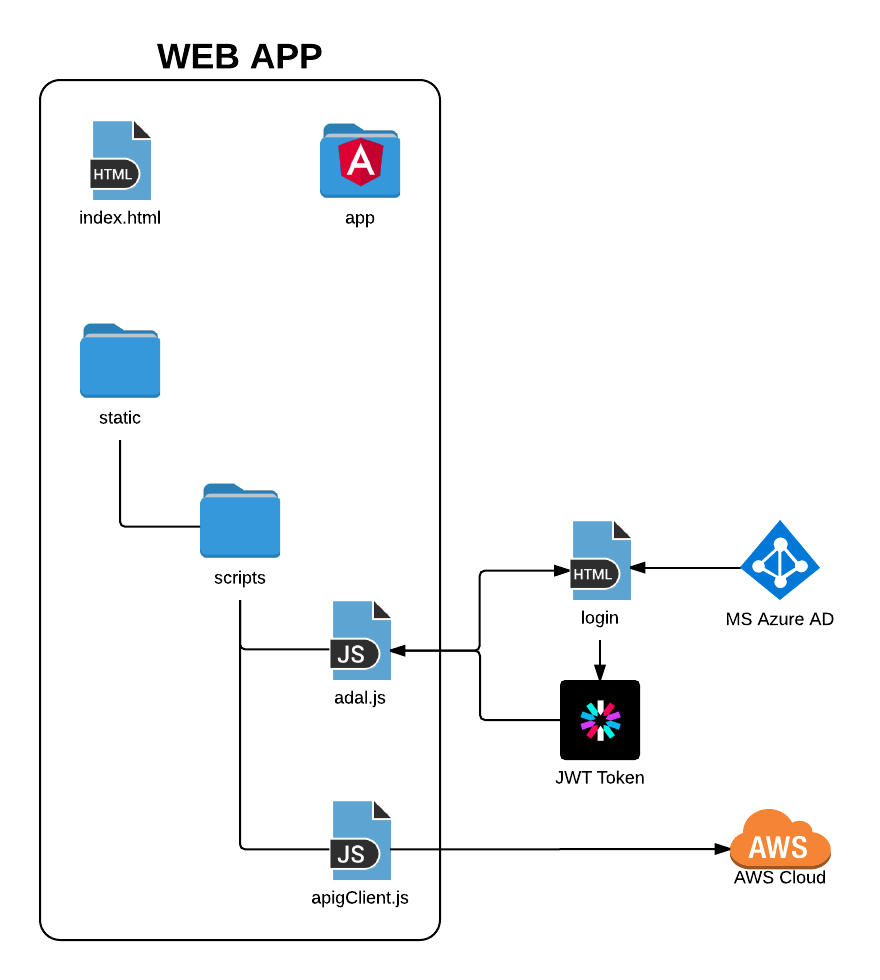 WEB APP
HTML
index.html
A
app
static
scripts
HTML
login
MS Azure AD
JS
adal.js
JWT Token
JS
apigClient.js
AWS
AWS Cloud